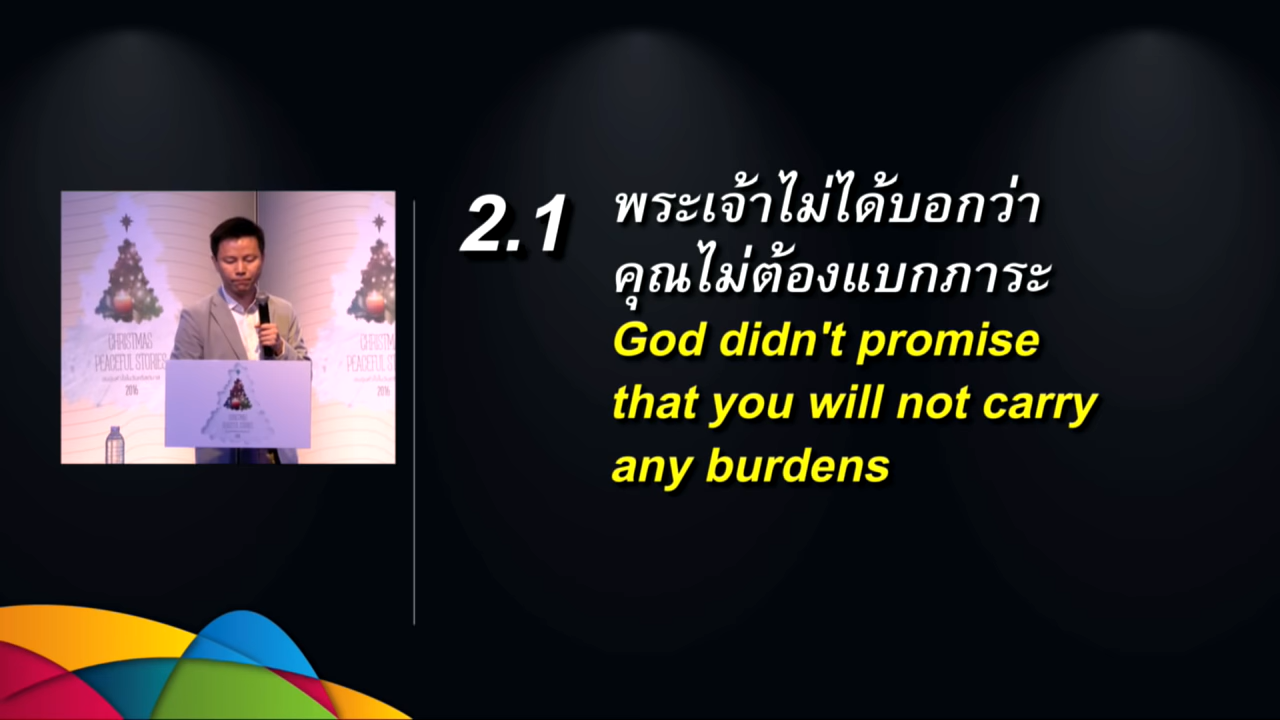 2.1
พระเจ้าไม่ได้บอกว่า
คุณไม่ต้องแบกภาระ
God didn't promise
that you will not carry
any burdens
CHRISTMAS
PEACEFUL STORIES
2016
CHRISTM
PEACEFUL ST
2016